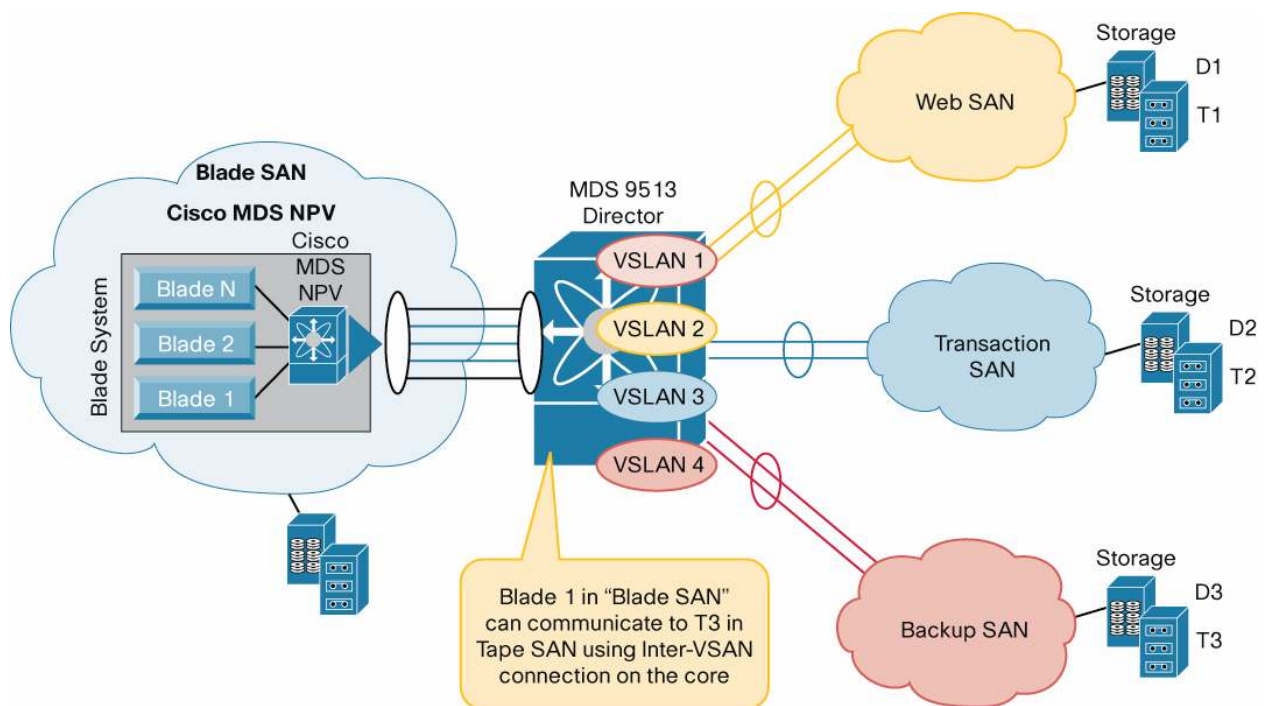 Blade SAN
Cisco MDS NPV
Blade System
Cisco
MDS
NPV
Blade N
Blade 2
Blade 1
MDS 9513
Director
VSLAN 1
VSLAN 2
VSLAN 3
VSLAN 4
Blade 1 in “Blade SAN”
can communicate to T3 in
Tape SAN using Inter-VSAN
connection on the core
Web SAN
Storage
D1
T1
Transaction
SAN
Storage
D2
T2
Backup SAN
Storage
D3
T3